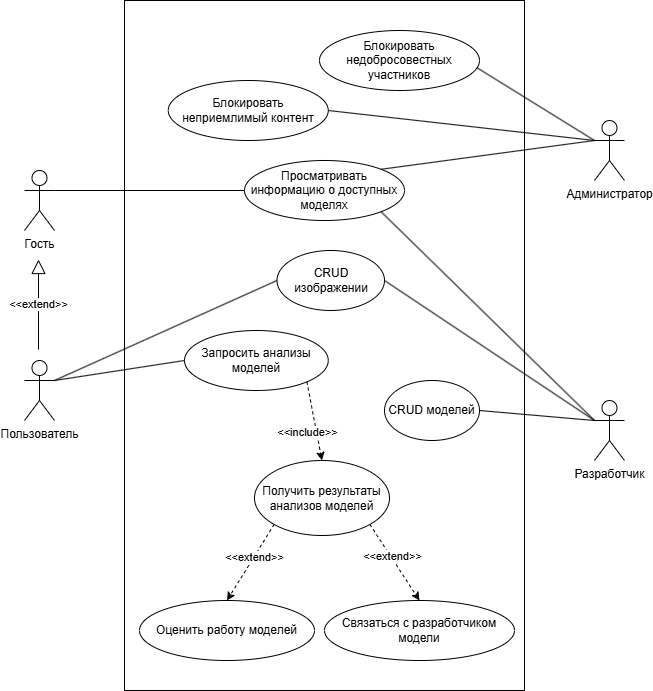 Блокировать
недобросовестных
участников
Блокировать
неприемлимый контент
Администратор
Просматривать
информацию о доступных
моделях
Гость
<<extend>>
CRUD
изображении
Запросить анализы
моделей
Пользователь
CRUD моделей
Разработчик
<<include>>
Получить результаты
анализов моделей
<<extend>>
<<extend>>
Оценить работу моделей
Связаться с разработчиком
модели